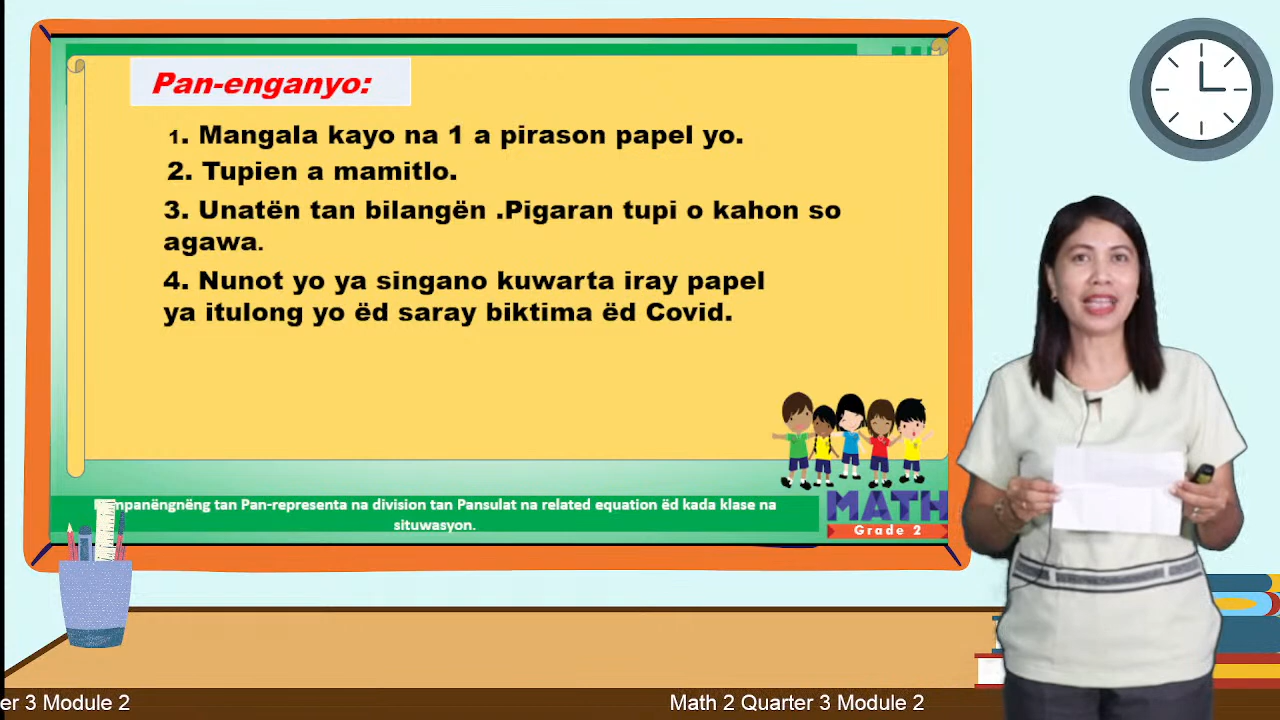 Pan-enganyo:
1. Mangala kayo na 1 a pirason papel yo.
2. Tupien a mamitlo.
3. Unatën tan bilangën .Pigaran tupi o kahon so
agawa.
4. Nunot yo ya singano kuwarta iray papel
ya itulong yo ëd saray biktima ëd Covid.
tan Pan-representa na division tan Pansulat na related equation ëd kada klase na
situwasyon.
MATH
Grade 2
er 3 Module 2
Math 2 Quarter 3 Module 2